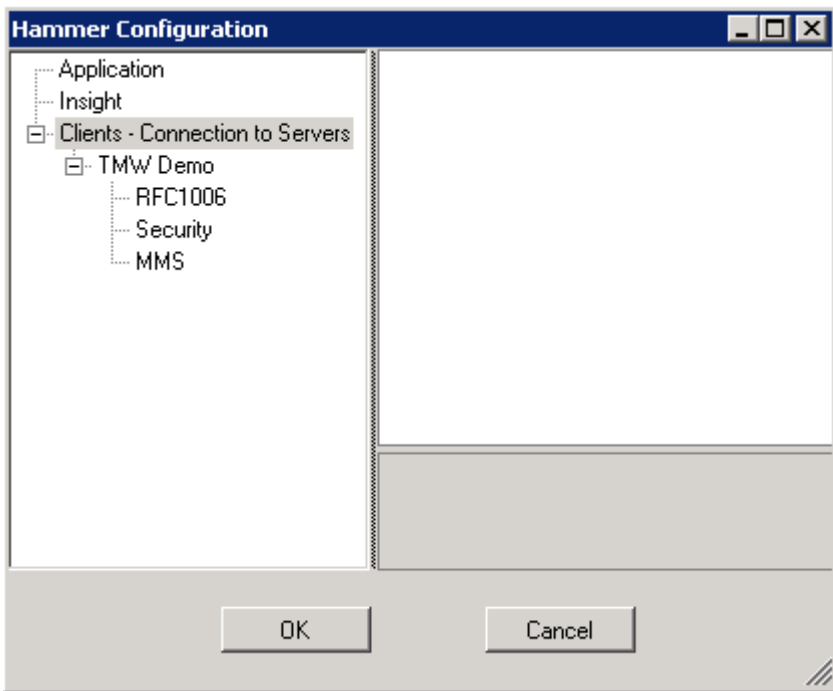 Hammer Configuration
Application
Insight
Clients - Connection to Servers
TMW Demo
RFC1006
Security
MMS
OK
Cancel